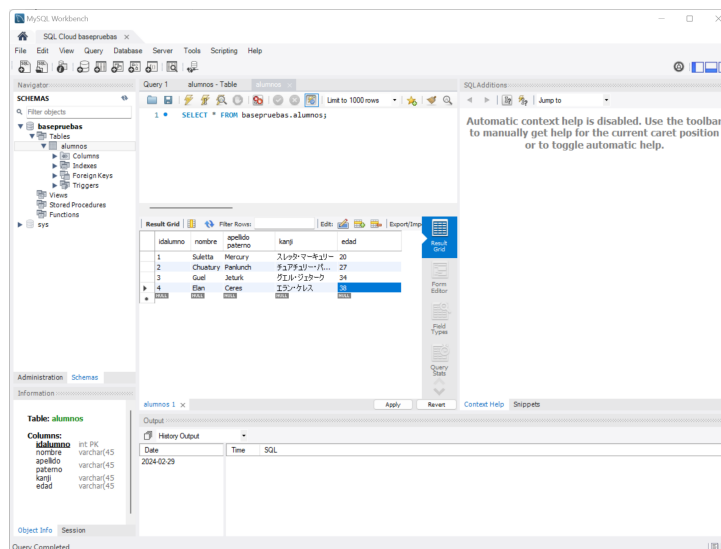 MySQL Workbench
SQL Cloud basepruebas
File Edit View Query Database Server Tools Scripting Help
Navigator
SCHEMAS
Filter objects
basepruebas
Tables
alumnos
Columns
Indexes
Foreign Keys
Triggers
Views
Stored Procedures
Functions
sys
Administration Schemas
Information
Table: alumnos
Columns:
idalumno int PK
nombre varchar(45
apellido
paterno varchar(45
kanji varchar(45
edad varchar(45
Object Info Session
Query Completed
Query 1 alumnos - Table alumnos
Limit to 1000 rows
1 SELECT * FROM basepruebas.alumnos;
Result Grid Filter Rows: Edit: Export/Imp
idalumno nombre apellido paterno kanji edad
1 Suletta Mercury スレッタ・マーキュリー 20
2 Chuatury Panlunch チュアチュリー・パ... 27
3 Guel Jeturk グエル・ジェターク 34
4 Elan Ceres エラン・ケレス 38
NULL NULL NULL NULL NULL
Result
Grid
Form
Editor
Field
Types
Query
Stats
alumnos 1 Apply Revert
Output
History Output
Date Time SQL
2024-02-29
SQLAdditions
Jump to
Automatic context help is disabled. Use the toolbar
to manually get help for the current caret position
or to toggle automatic help.
Context Help Snippets